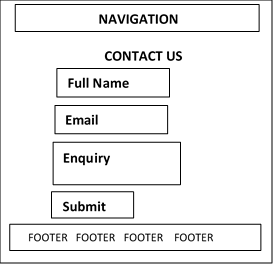 NAVIGATION
CONTACT US
Full Name
Email
Enquiry
Submit
FOOTER FOOTER FOOTER FOOTER